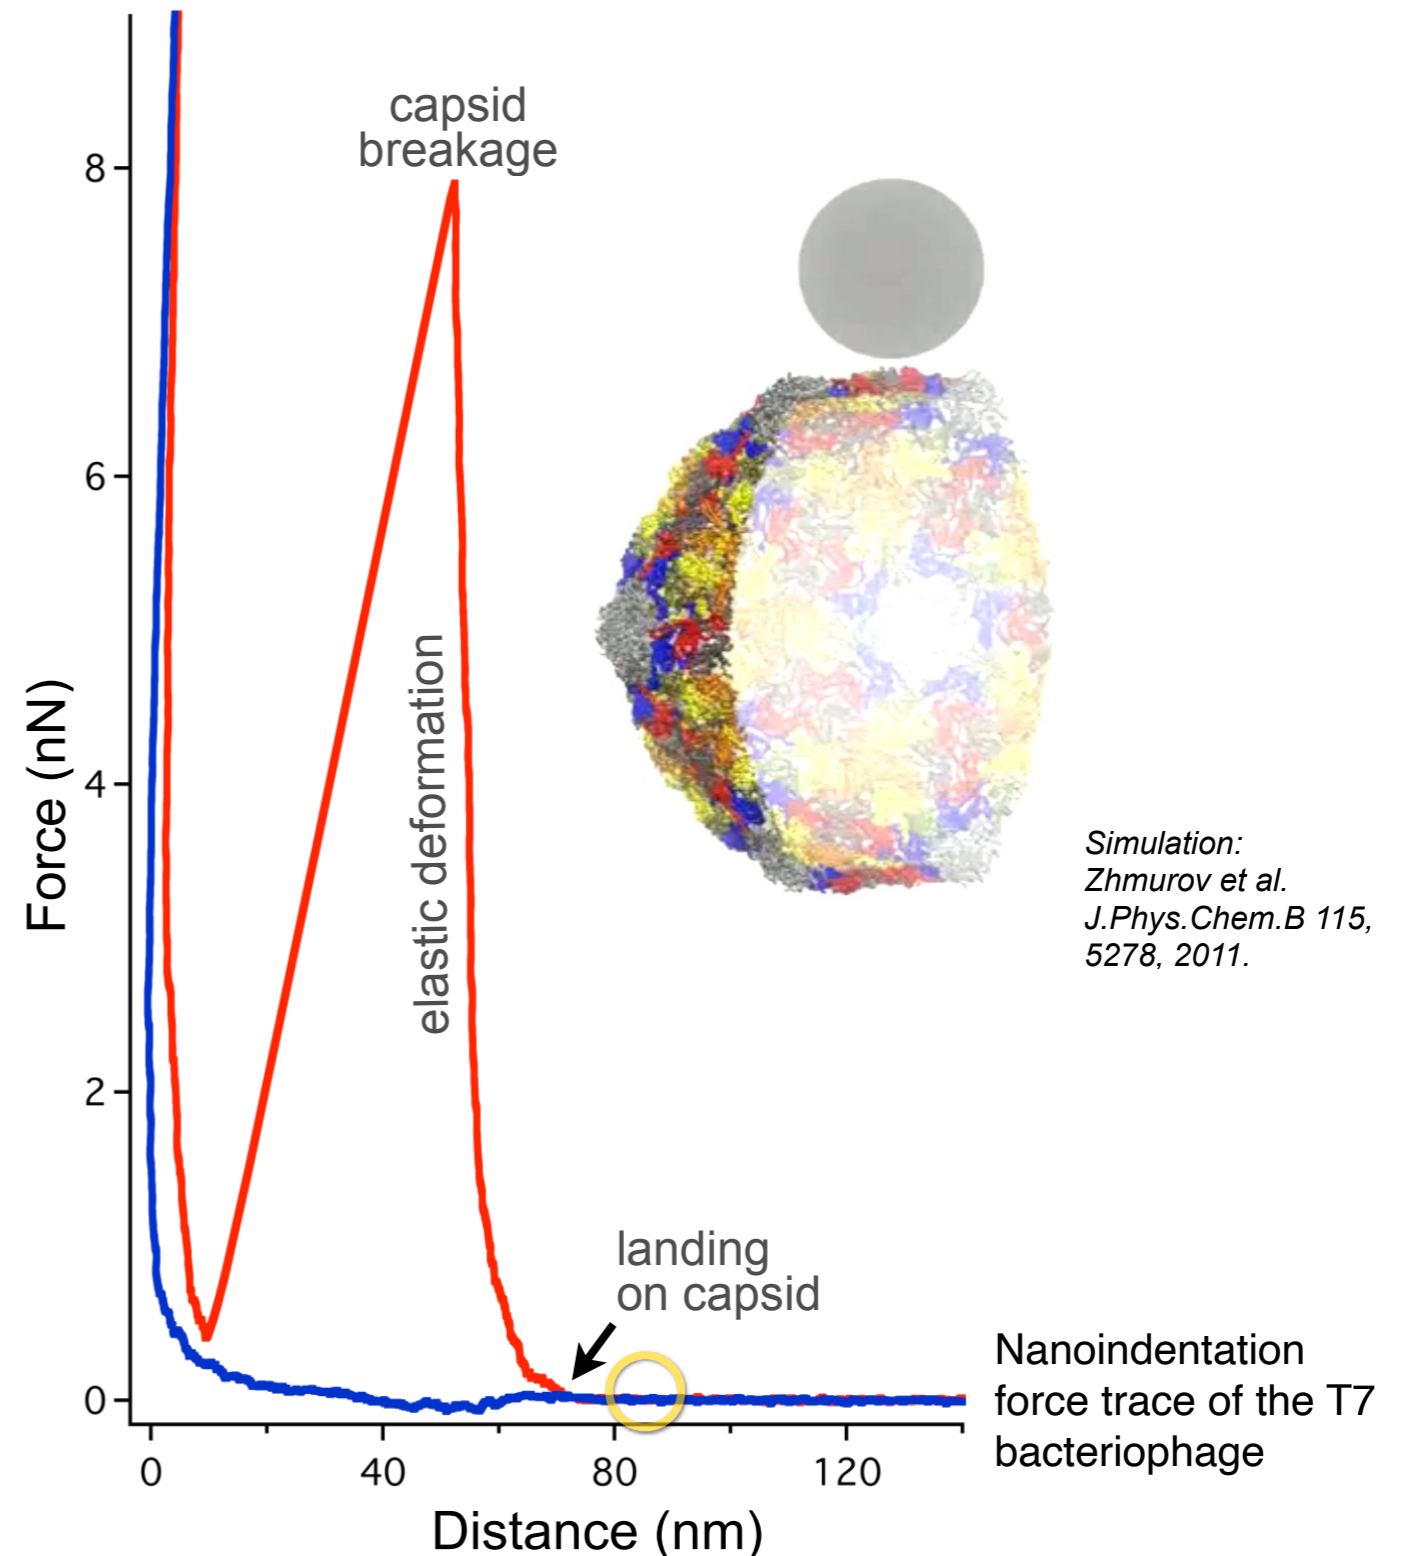 capsid
breakage
8
6
4
2
0
Force (nN)
elastic deformation
Simulation:
Zhmurov et al.
J.Phys.Chem.B 115,
5278, 2011.
landing
on capsid
Nanoindentation
force trace of the T7
bacteriophage
0 40 80 120
Distance (nm)